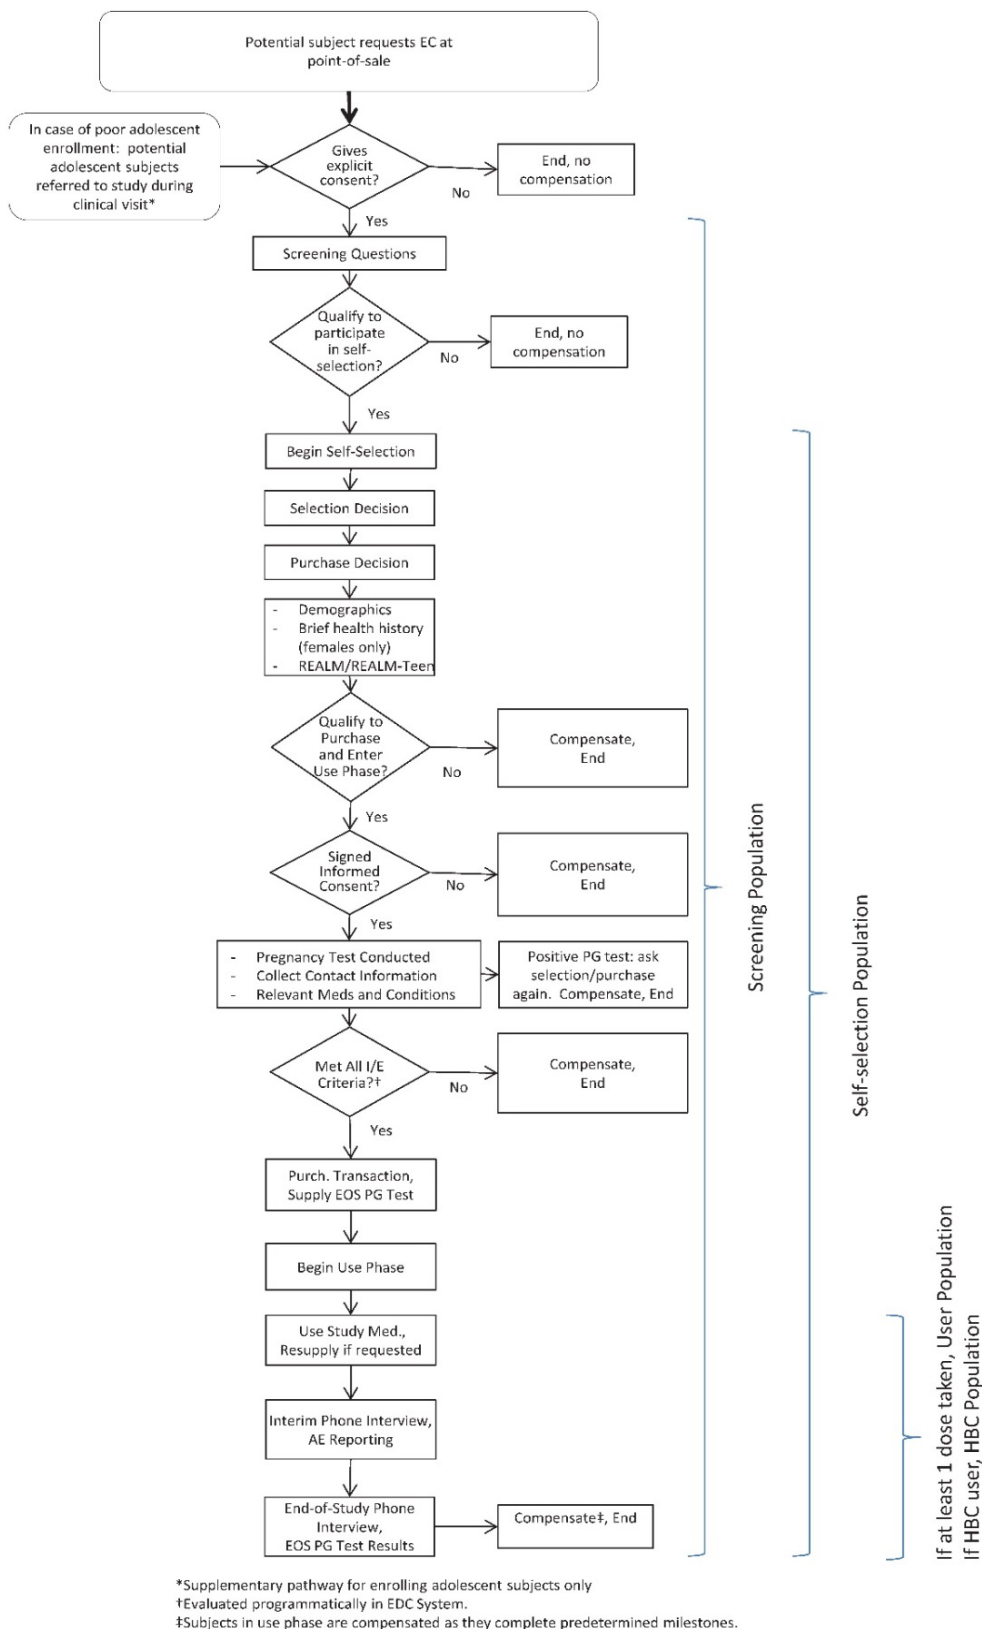 Potential subject requests EC at
point-of-sale
In case of poor adolescent
enrollment: potential
adolescent subjects
referred to study during
clinical visit*
Gives
explicit
consent?
No
End, no
compensation
Yes
Screening Questions
Qualify to
participate
in self-
selection?
No
End, no
compensation
Yes
Begin Self-Selection
Selection Decision
Purchase Decision
- Demographics
- Brief health history
(females only)
- REALM/REALM-Teen
Qualify to
Purchase
and Enter
Use Phase?
No
Compensate,
End
Yes
Signed
Informed
Consent?
No
Compensate,
End
Yes
- Pregnancy Test Conducted
- Collect Contact Information
- Relevant Meds and Conditions
Positive PG test: ask
selection/purchase
again. Compensate, End
Met All I/E
Criteria?†
No
Compensate,
End
Yes
Purch. Transaction,
Supply EOS PG Test
Begin Use Phase
Use Study Med.,
Resupply if requested
Interim Phone Interview,
AE Reporting
End-of-Study Phone
Interview,
EOS PG Test Results
Compensate‡, End
Screening Population
Self-selection Population
If at least 1 dose taken, User Population
If HBC user, HBC Population
*Supplementary pathway for enrolling adolescent subjects only
†Evaluated programmatically in EDC System.
‡Subjects in use phase are compensated as they complete predetermined milestones.